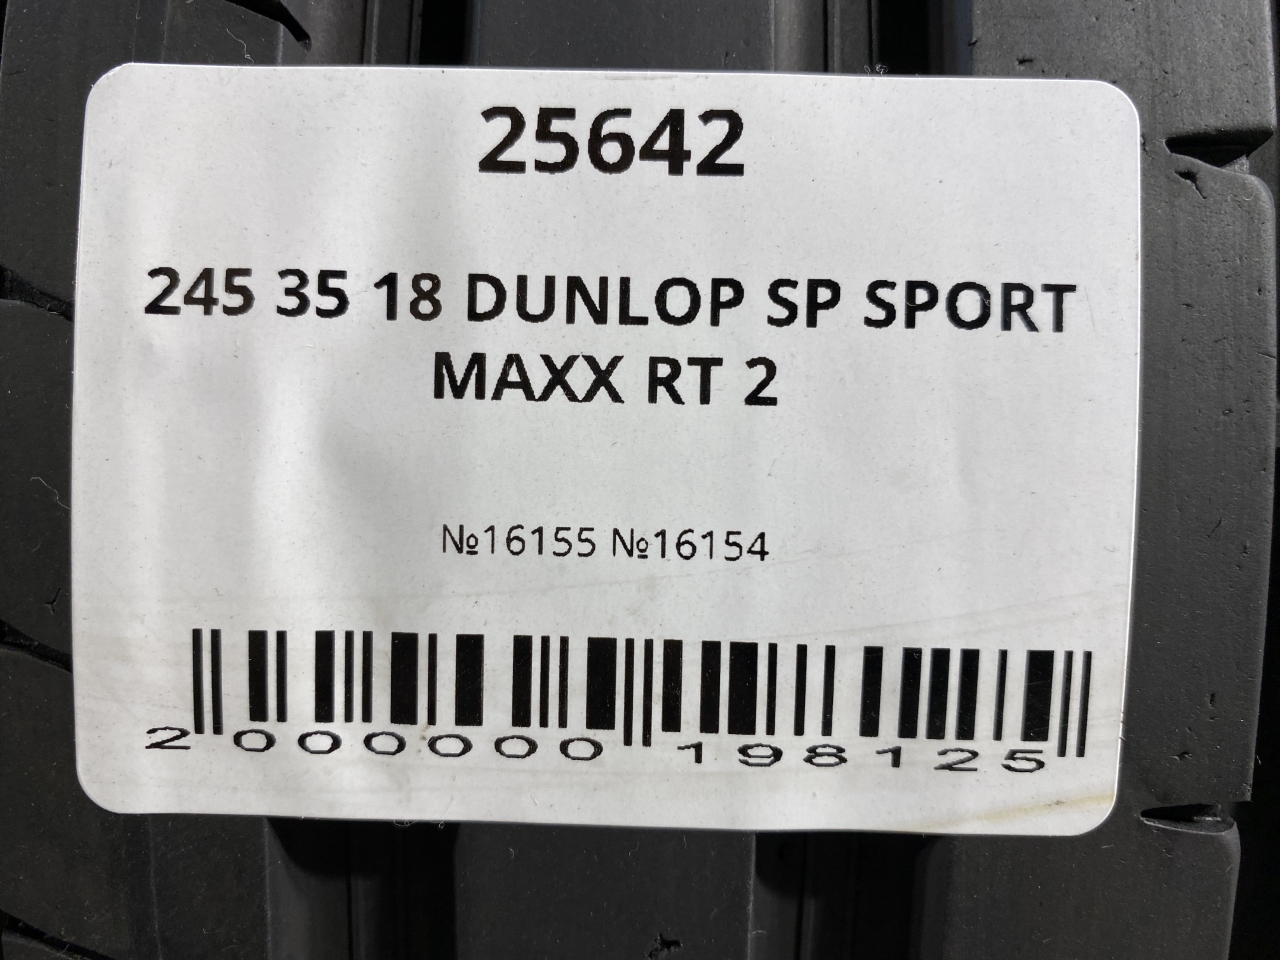 25642
245 35 18 DUNLOP SP SPORT
MAXX RT 2
№16155 №16154
2 000000 198125